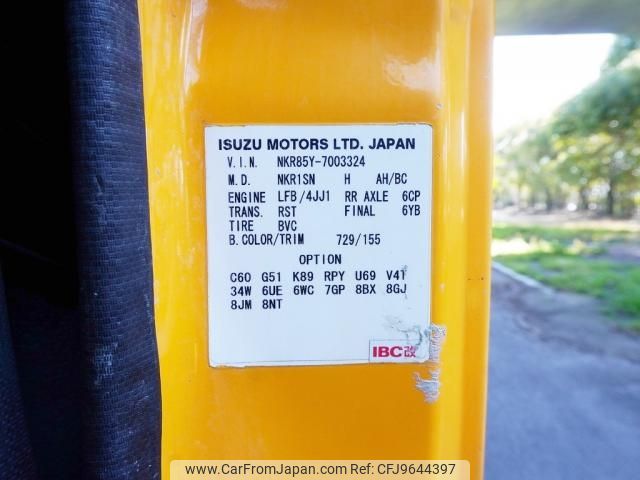 ISUZU MOTORS LTD. JAPAN
V.I.N. NKR85Y-7003324
M.D. NKR1SN H AH/BC
ENGINE LFB/4JJ1 RR AXLE 6CP
TRANS. RST FINAL 6YB
TIRE BVC
B.COLOR/TRIM 729/155
OPTION
C60 G51 K89 RPY U69 V41
34W 6UE 6WC 7GP 8BX 8GJ
8JM 8NT
IBC改
www.CarFromJapan.com - REF ID:CFJ9644397